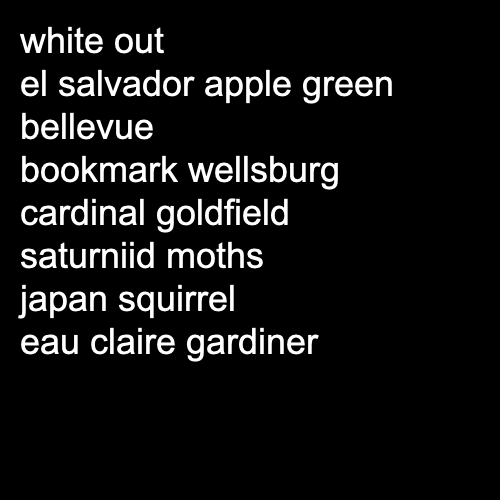 white out
el salvador apple green
bellevue
bookmark wellsburg
cardinal goldfield
saturniid moths
japan squirrel
eau claire gardiner